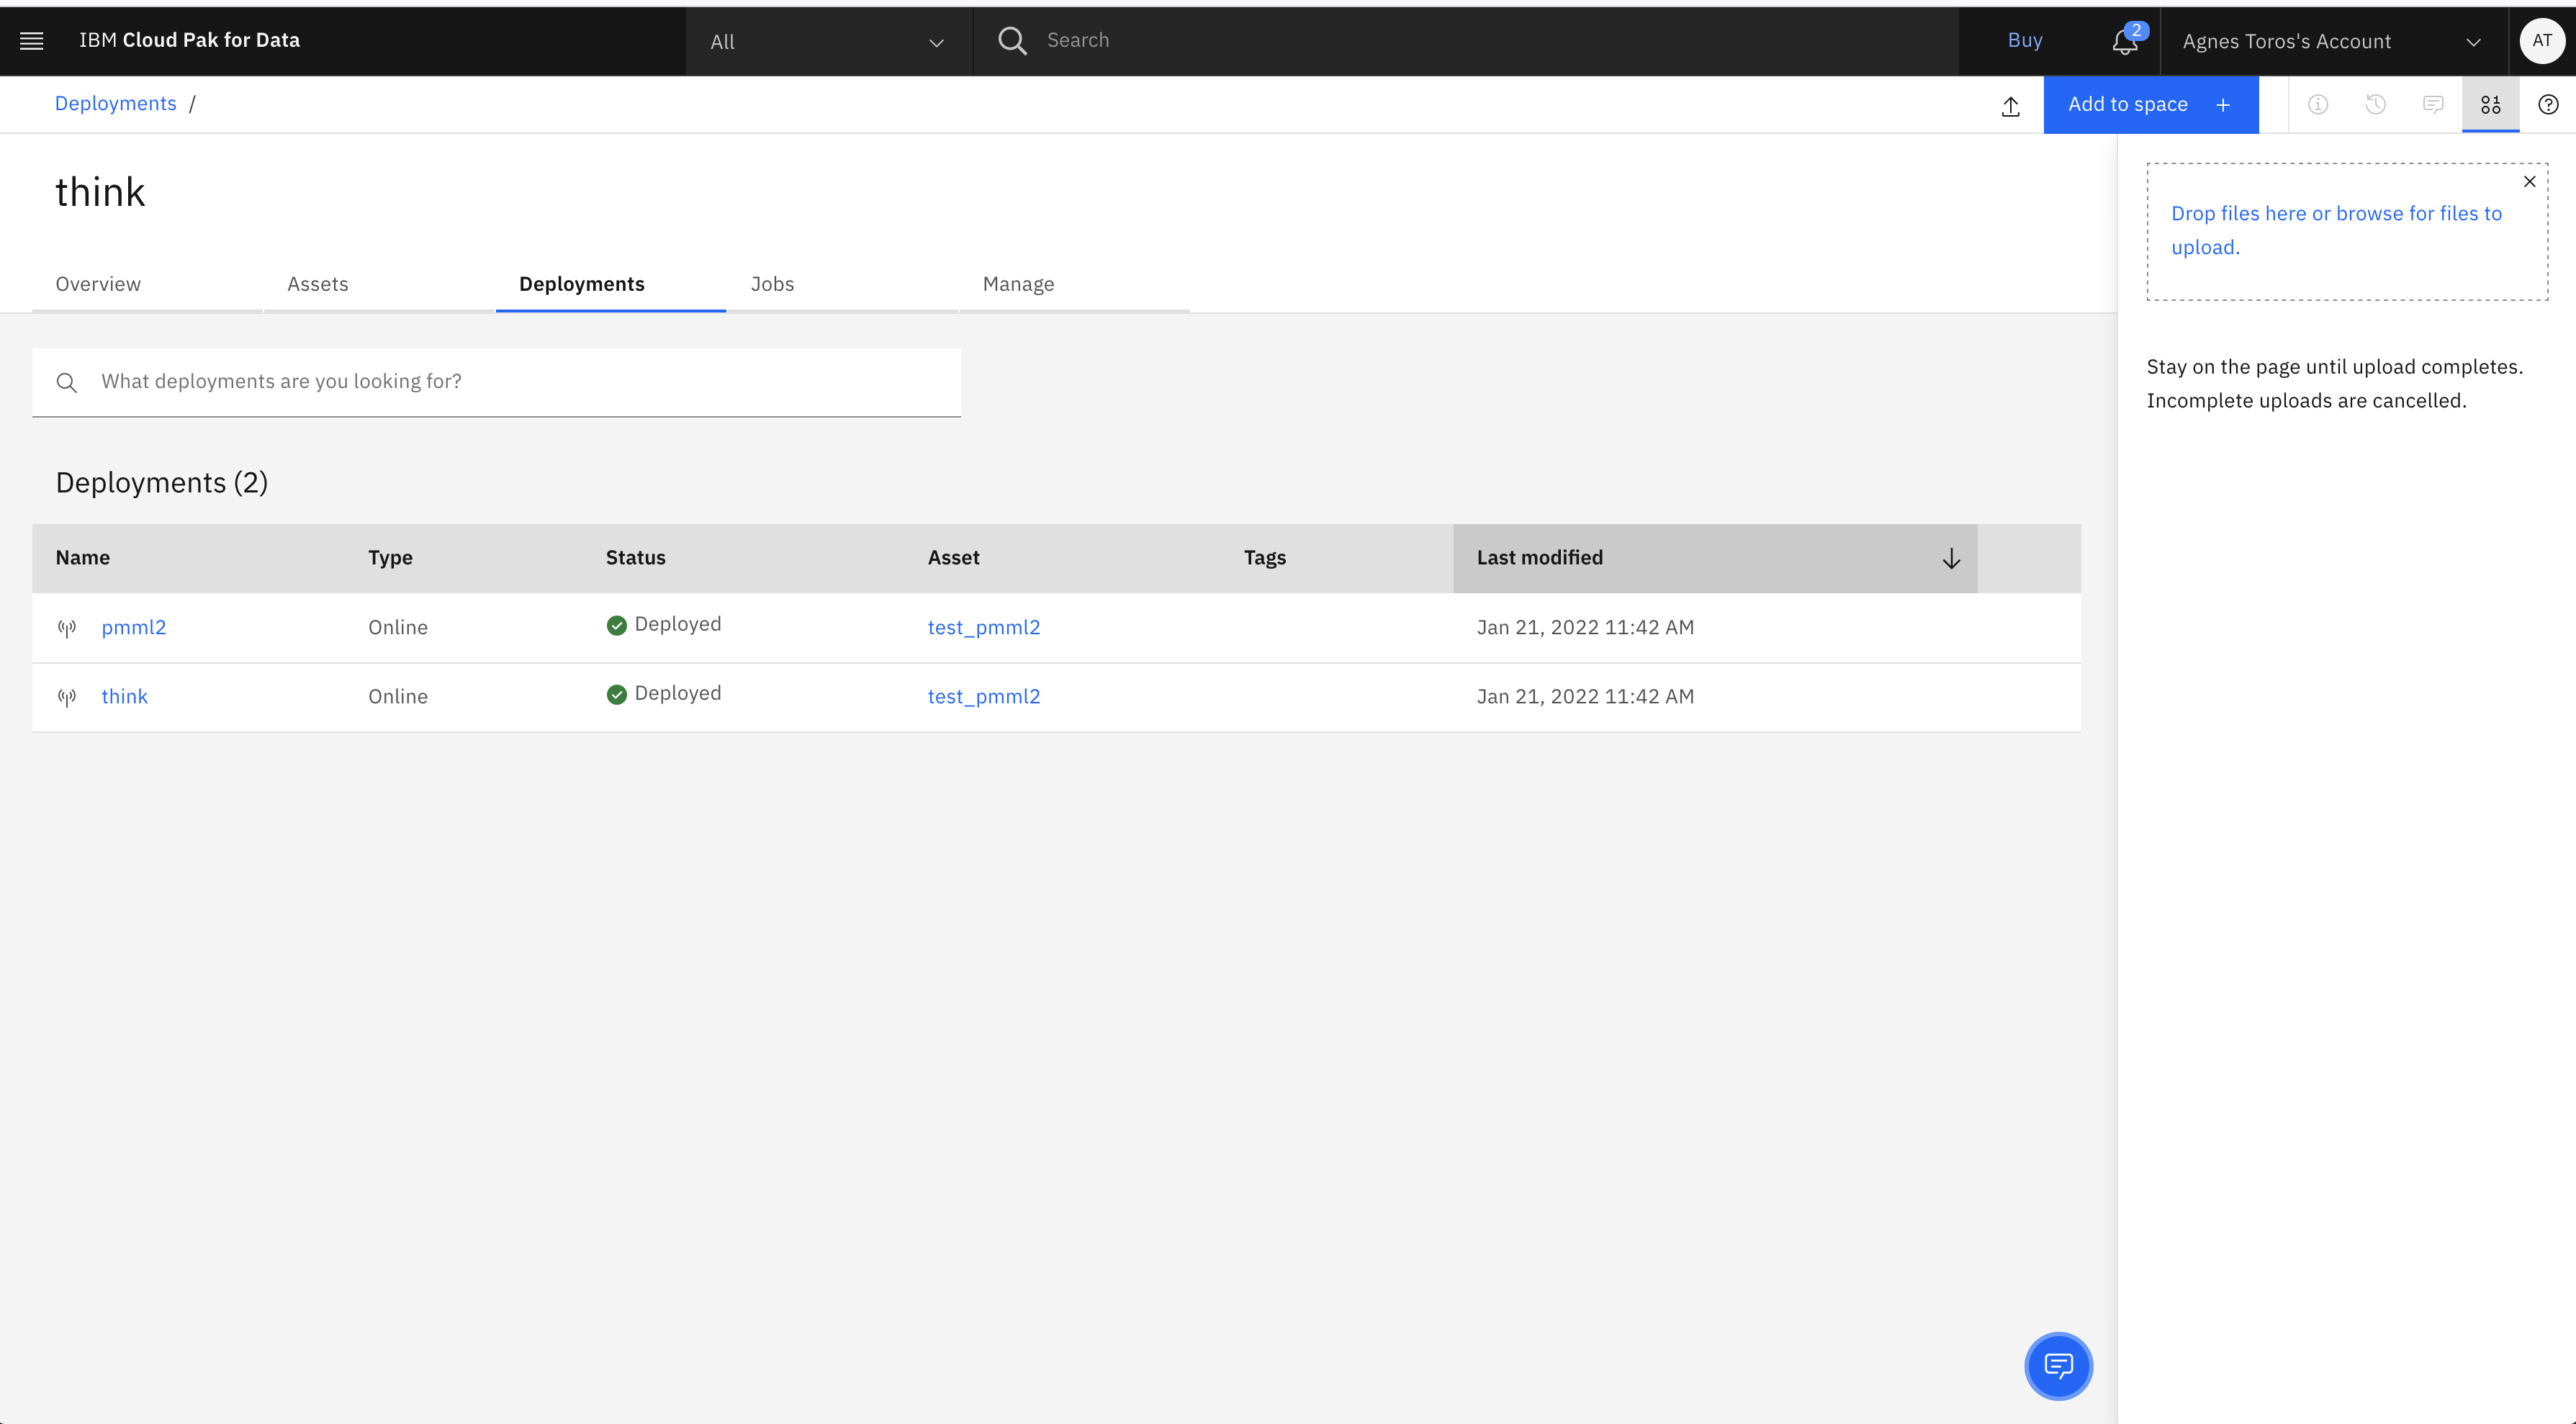 IBM Cloud Pak for Data
All
Search
Buy
2
Agnes Toros's Account
AT
Deployments /
Add to space +
think
Overview
Assets
Deployments
Jobs
Manage
Drop files here or browse for files to
upload.
Stay on the page until upload completes.
Incomplete uploads are cancelled.
What deployments are you looking for?
Deployments (2)
Name Type Status Asset Tags Last modified
pmml2 Online Deployed test_pmml2 Jan 21, 2022 11:42 AM
think Online Deployed test_pmml2 Jan 21, 2022 11:42 AM